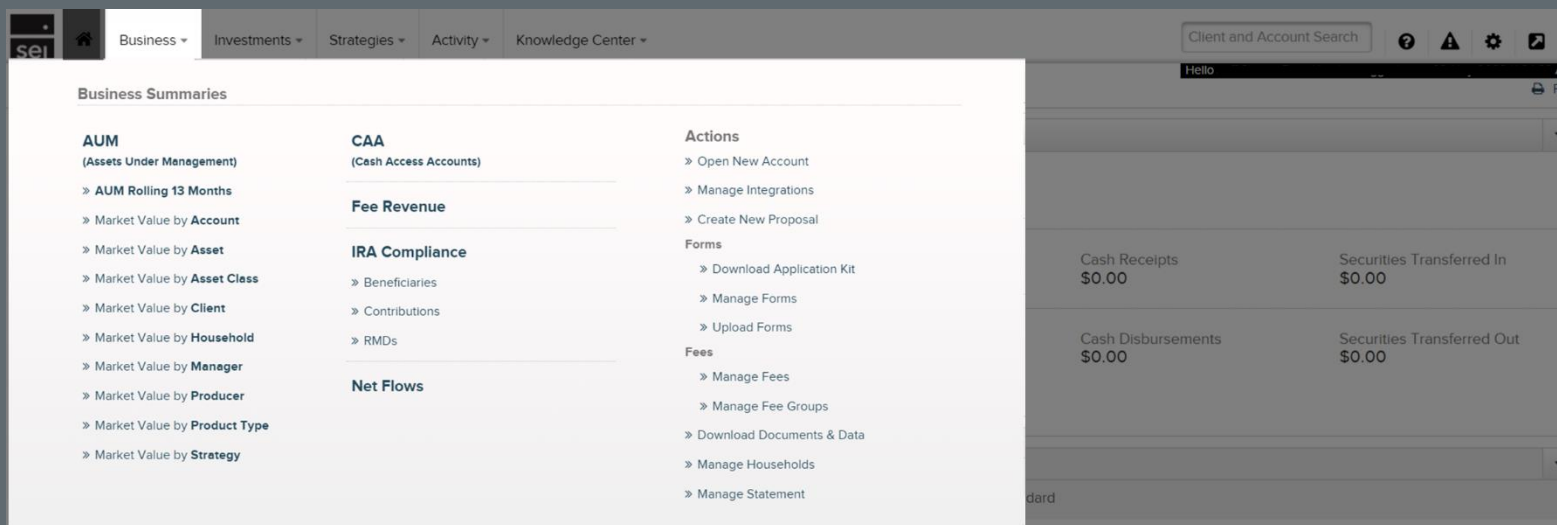 sei
Business Investments Strategies Activity Knowledge Center
Client and Account Search
Hello
Business Summaries
AUM
(Assets Under Management)
» AUM Rolling 13 Months
» Market Value by Account
» Market Value by Asset
» Market Value by Asset Class
» Market Value by Client
» Market Value by Household
» Market Value by Manager
» Market Value by Producer
» Market Value by Product Type
» Market Value by Strategy
CAA
(Cash Access Accounts)
Fee Revenue
IRA Compliance
» Beneficiaries
» Contributions
» RMDs
Net Flows
Actions
» Open New Account
» Manage Integrations
» Create New Proposal
Forms
» Download Application Kit
» Manage Forms
» Upload Forms
Fees
» Manage Fees
» Manage Fee Groups
» Download Documents & Data
» Manage Households
» Manage Statement
Cash Receipts
$0.00
Securities Transferred In
$0.00
Cash Disbursements
$0.00
Securities Transferred Out
$0.00
dard